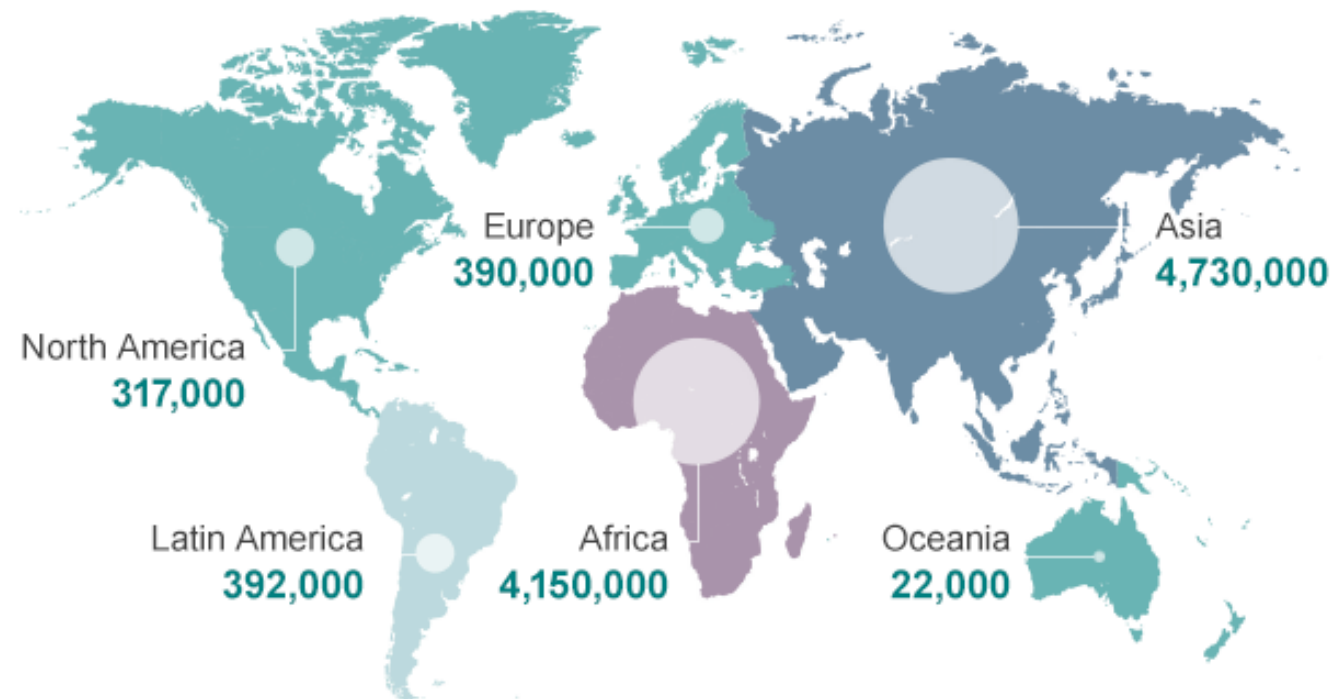 Europe
390,000
Asia
4,730,000
North America
317,000
Latin America
392,000
Africa
4,150,000
Oceania
22,000